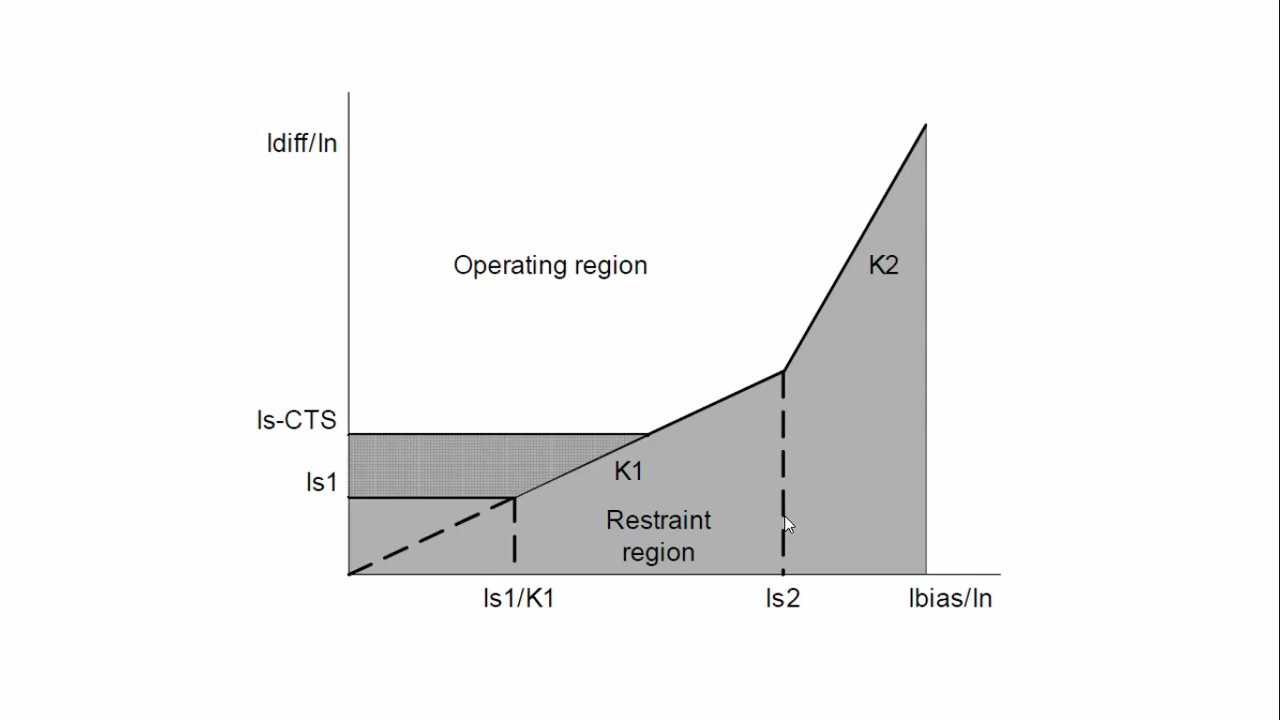 Idiff/In
Operating region
K2
Is-CTS
K1
Is1
Restraint
region
Is1/K1
Is2
Ibias/In